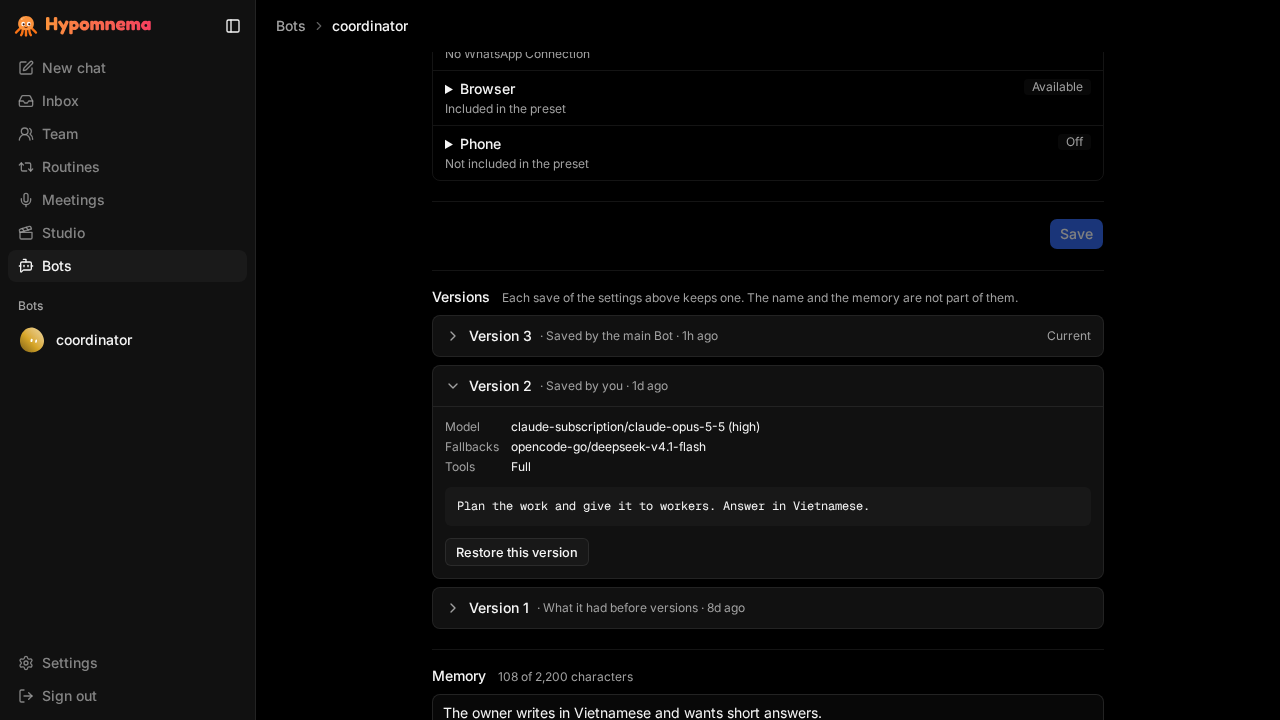 Hypomnema
New chat
Inbox
Team
Routines
Meetings
Studio
Bots
Bots
coordinator
Settings
Sign out
Bots > coordinator
No WhatsApp Connection
Browser
Available
Included in the preset
Phone
Off
Not included in the preset
Save
Versions Each save of the settings above keeps one. The name and the memory are not part of them.
Version 3 · Saved by the main Bot · 1h ago Current
Version 2 · Saved by you · 1d ago
Model claude-subscription/claude-opus-5-5 (high)
Fallbacks opencode-go/deepseek-v4.1-flash
Tools Full
Plan the work and give it to workers. Answer in Vietnamese.
Restore this version
Version 1 · What it had before versions · 8d ago
Memory 108 of 2,200 characters
The owner writes in Vietnamese and wants short answers.